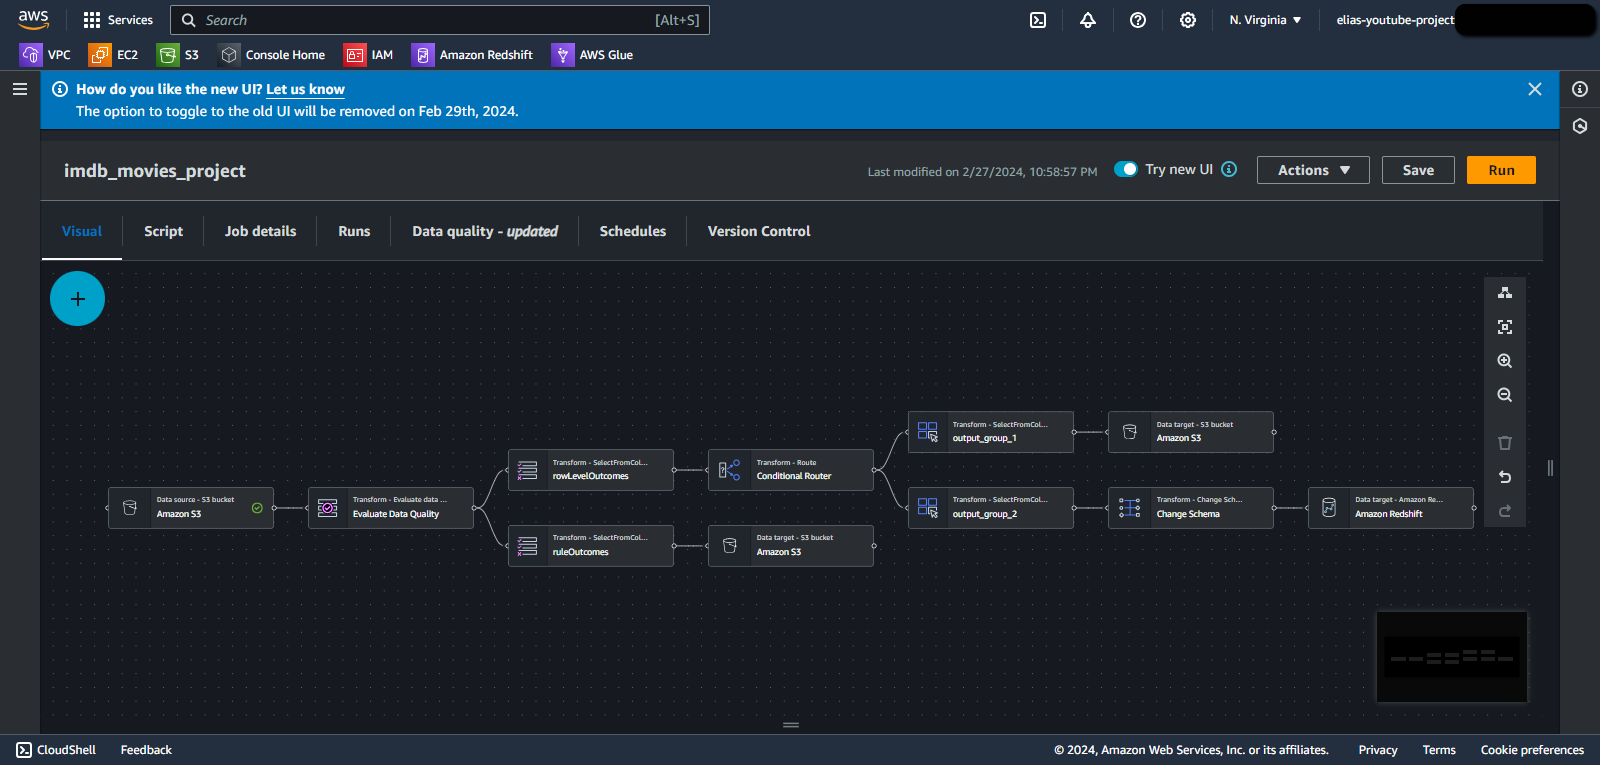 aws
Services
Search
[Alt+S]
N. Virginia
elias-youtube-project
VPC
EC2
S3
Console Home
IAM
Amazon Redshift
AWS Glue
How do you like the new UI? Let us know
The option to toggle to the old UI will be removed on Feb 29th, 2024.
imdb_movies_project
Last modified on 2/27/2024, 10:58:57 PM
Try new UI
Actions
Save
Run
Visual
Script
Job details
Runs
Data quality - updated
Schedules
Version Control
Data source - S3 bucket
Amazon S3
Transform - Evaluate data ...
Evaluate Data Quality
Transform - SelectFromCol...
rowLevelOutcomes
Transform - SelectFromCol...
ruleOutcomes
Transform - Route
Conditional Router
Data target - S3 bucket
Amazon S3
Transform - SelectFromCol...
output_group_1
Data target - S3 bucket
Amazon S3
Transform - SelectFromCol...
output_group_2
Transform - Change Sch...
Change Schema
Data target - Amazon Re...
Amazon Redshift
CloudShell
Feedback
© 2024, Amazon Web Services, Inc. or its affiliates.
Privacy
Terms
Cookie preferences